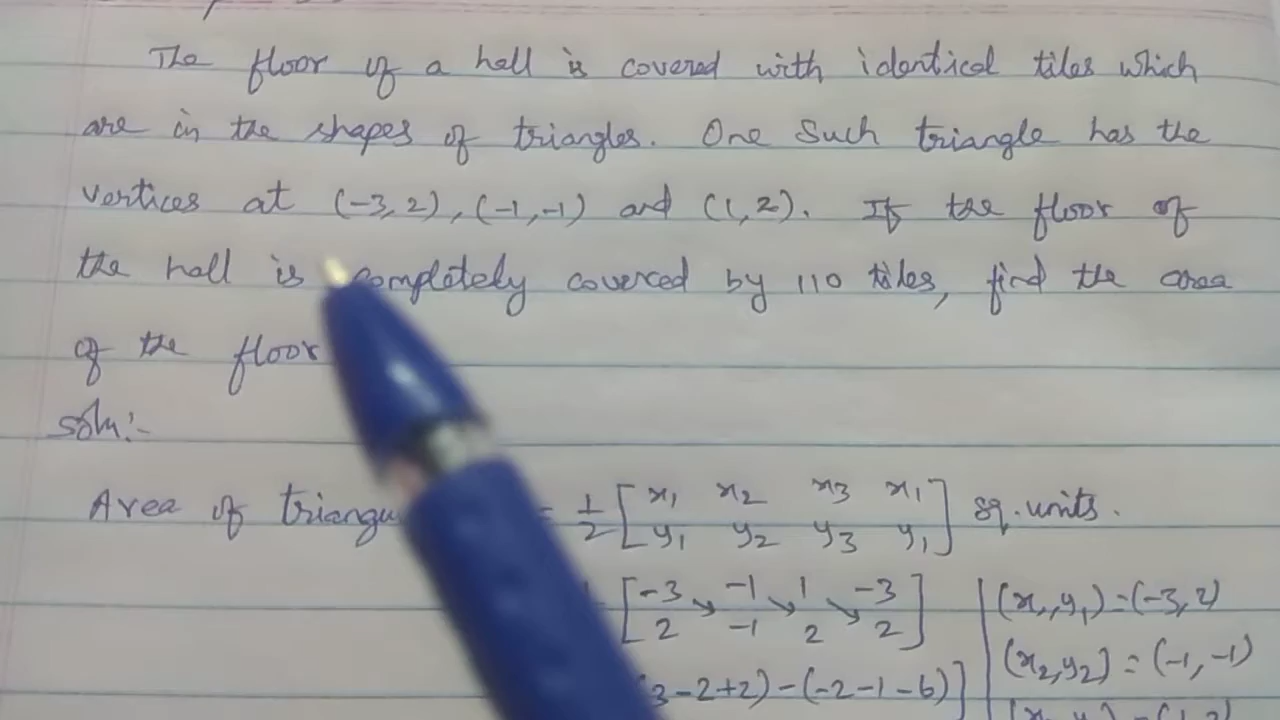 The floor of a hall is covered with identical tiles which
are in the shapes of triangles. One Such triangle has the
vertices at (-3,2), (-1,-1) and (1,2). If the floor of
the hall is completely covered by 110 tiles, find the area
of the floor
Soln:-
Area of = 1/2 [x1 x2 x3 x1 sq. units.
y1 y2 y3 y1]
[-3 -1 1 -3
2 -1 2 2]
(x1,y1) = (-3,2)
(x2,y2) = (-1,-1)
3-2+2)-(-2-1-6)]